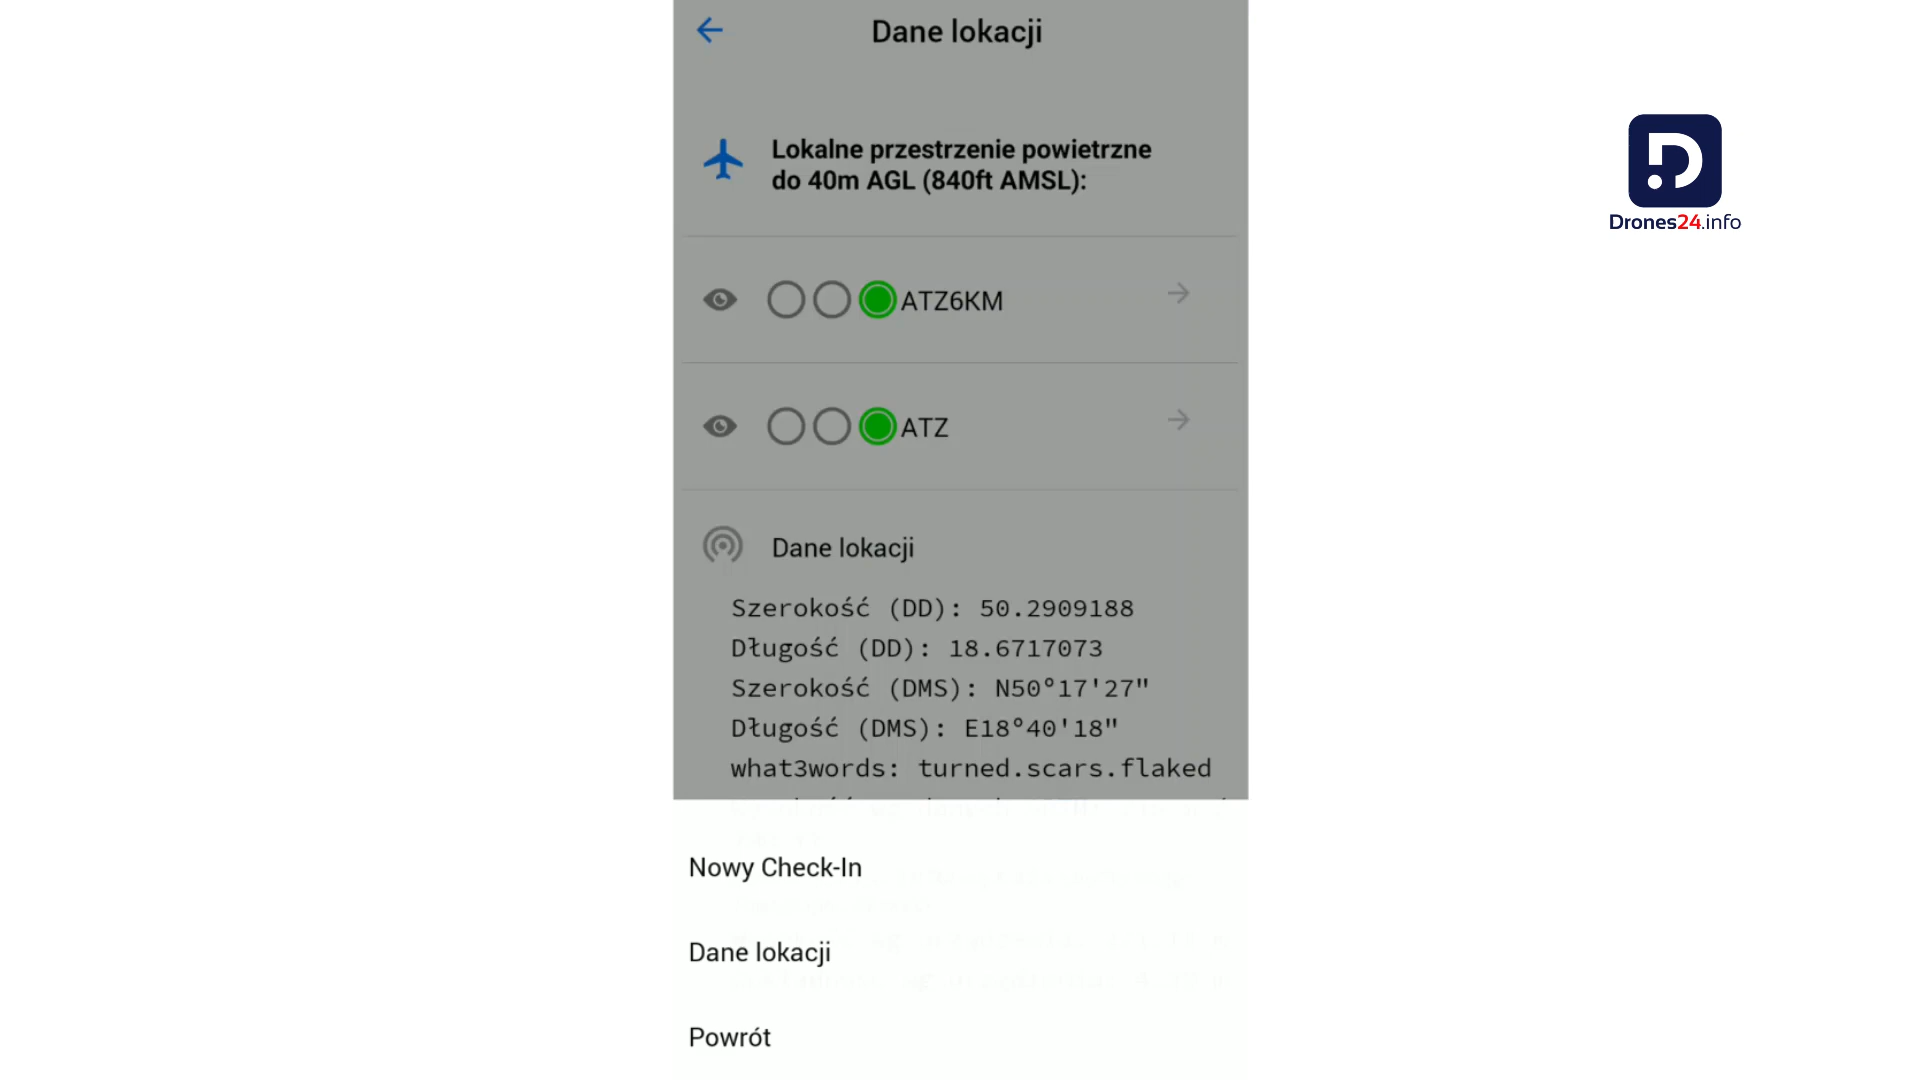 Dane lokacji
Drones24.info
Lokalne przestrzenie powietrzne
do 40m AGL (840ft AMSL):
ATZ6KM
ATZ
Dane lokacji
Szerokość (DD): 50.2909188
Długość (DD): 18.6717073
Szerokość (DMS): N50°17'27"
Długość (DMS): E18°40'18"
what3words: turned.scars.flaked
Nowy Check-In
Dane lokacji
Powrót